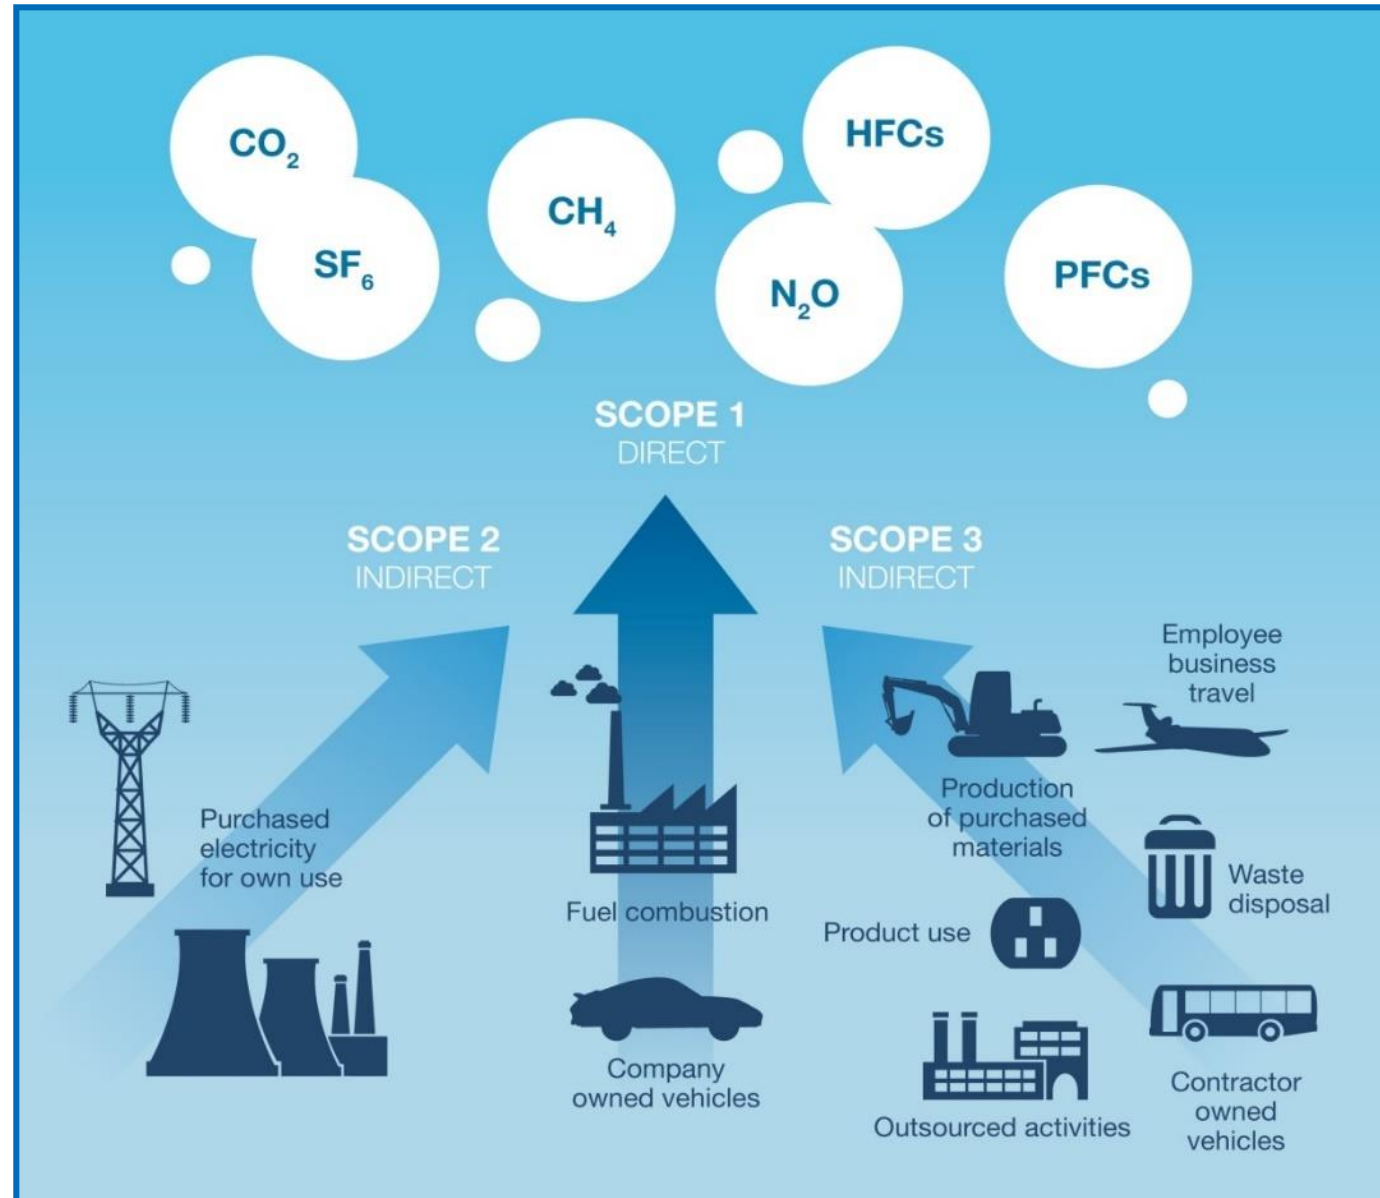 CO₂
SF₆
CH₄
HFCs
N₂O
PFCs
SCOPE 1
DIRECT
SCOPE 2
INDIRECT
SCOPE 3
INDIRECT
Purchased
electricity
for own use
Fuel combustion
Company
owned vehicles
Employee
business
travel
Production
of purchased
materials
Waste
disposal
Product use
Outsourced activities
Contractor
owned
vehicles